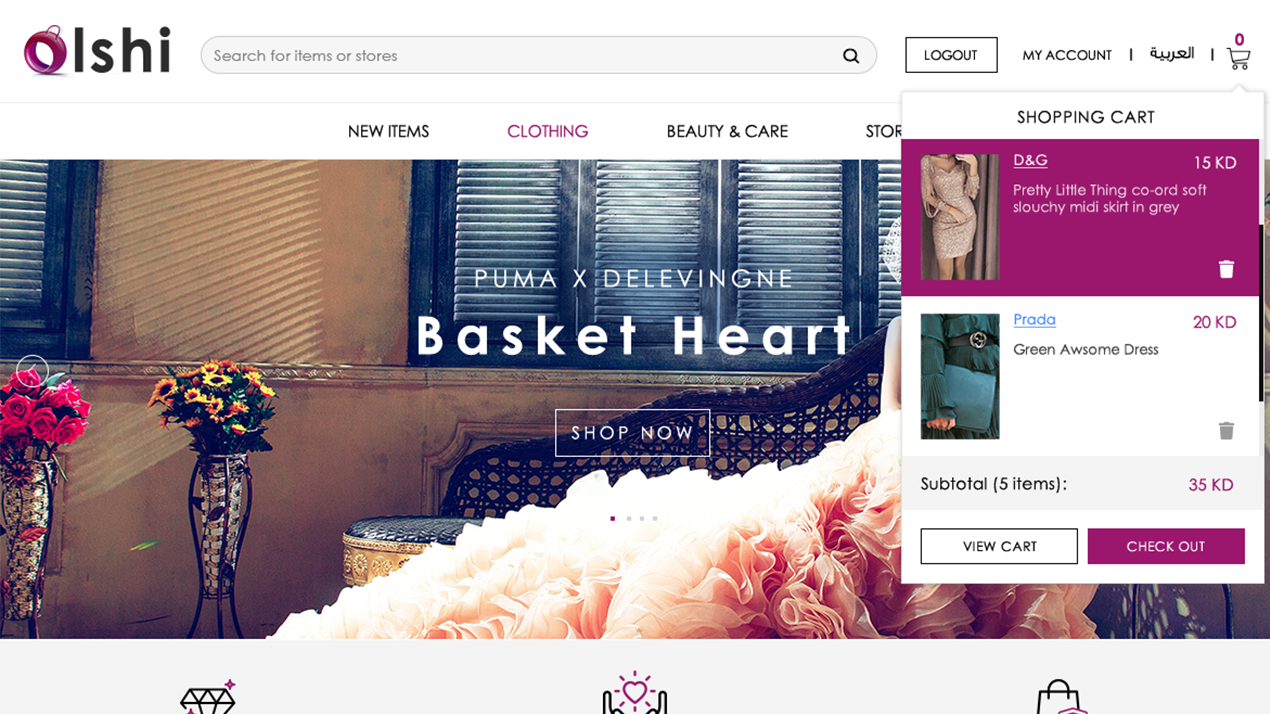 Olshi
Search for items or stores
LOGOUT
MY ACCOUNT
|
العربية
|
0
NEW ITEMS
CLOTHING
BEAUTY & CARE
STOR
SHOPPING CART
D&G
15 KD
Pretty Little Thing co-ord soft
slouchy midi skirt in grey
Prada
20 KD
Green Awsome Dress
Subtotal (5 items):
35 KD
VIEW CART
CHECK OUT
PUMA X DELEVINGNE
Basket Heart
SHOP NOW